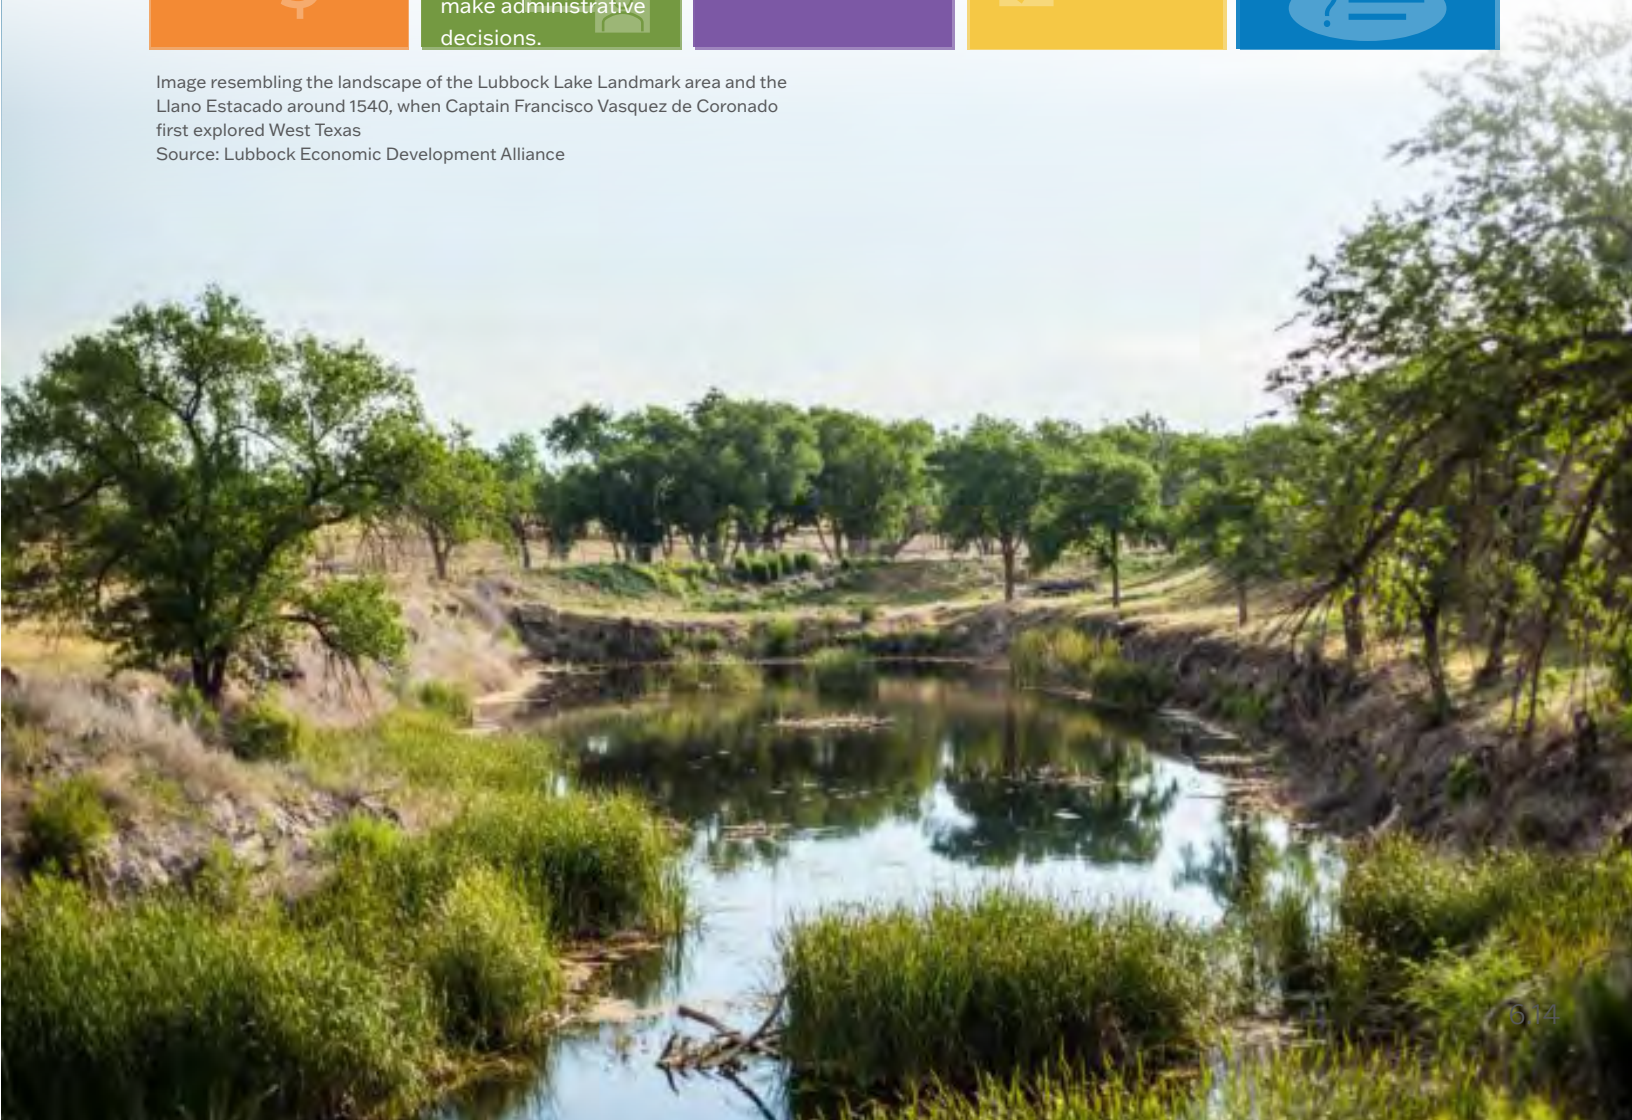 make administrative
decisions.
Image resembling the landscape of the Lubbock Lake Landmark area and the
Llano Estacado around 1540, when Captain Francisco Vasquez de Coronado
first explored West Texas
Source: Lubbock Economic Development Alliance